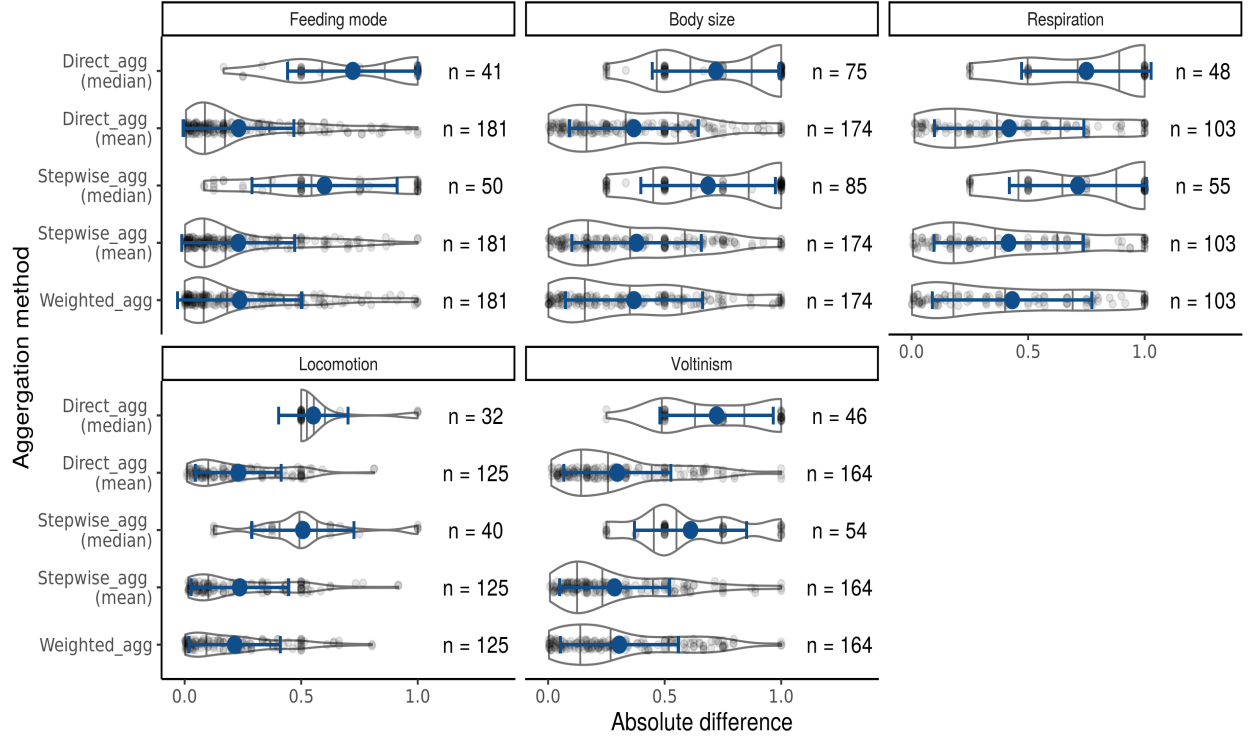 Feeding mode
Body size
Respiration
Direct_agg
(median)
n = 41
n = 75
n = 48
Direct_agg
(mean)
n = 181
n = 174
n = 103
Stepwise_agg
(median)
n = 50
n = 85
n = 55
Stepwise_agg
(mean)
n = 181
n = 174
n = 103
Weighted_agg
n = 181
n = 174
n = 103
0.0
0.5
1.0
Locomotion
Voltinism
Direct_agg
(median)
n = 32
n = 46
Direct_agg
(mean)
n = 125
n = 164
Stepwise_agg
(median)
n = 40
n = 54
Stepwise_agg
(mean)
n = 125
n = 164
Weighted_agg
n = 125
n = 164
0.0
0.5
1.0
0.0
0.5
1.0
Absolute difference
Aggergation method